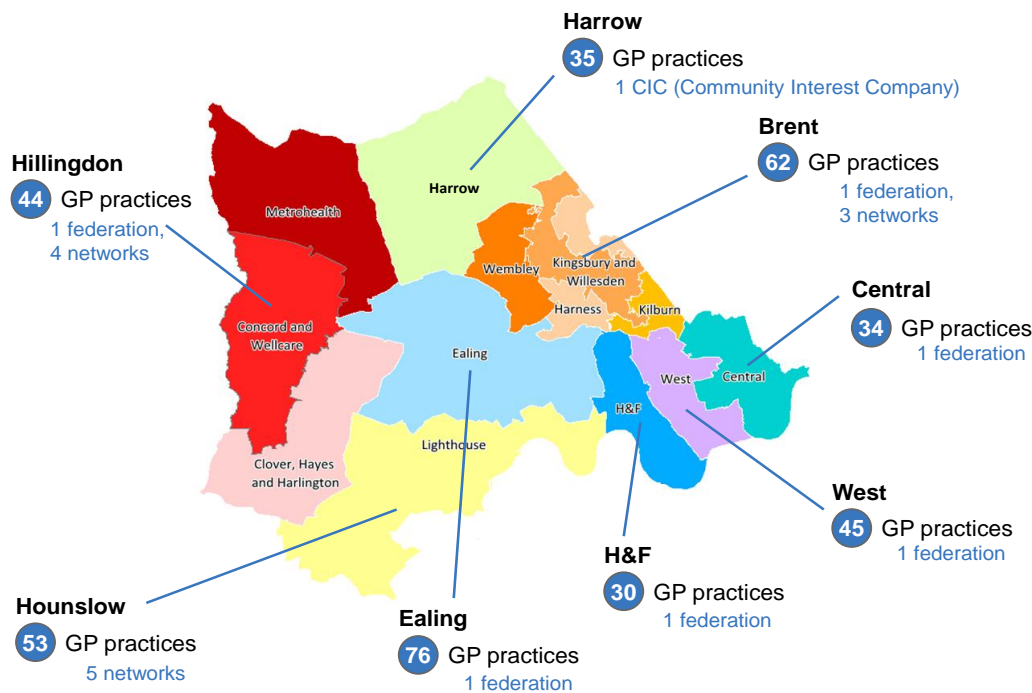 Harrow
35 GP practices
1 CIC (Community Interest Company)
Brent
62 GP practices
1 federation,
3 networks
Hillingdon
44 GP practices
1 federation,
4 networks
Central
34 GP practices
1 federation
West
45 GP practices
1 federation
H&F
30 GP practices
1 federation
Ealing
76 GP practices
1 federation
Hounslow
53 GP practices
5 networks
Metrohealth
Harrow
Wembley
Kingsbury and
Willesden
Harness
Kilburn
Concord and
Wellcare
Ealing
West
Central
H&F
Lighthouse
Clover, Hayes
and Harlington